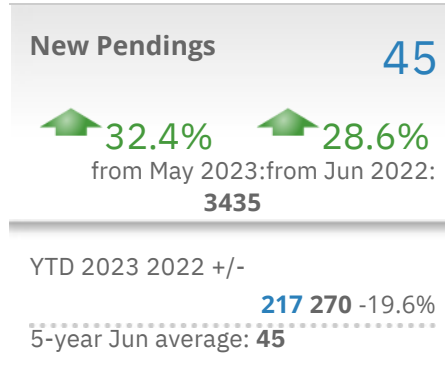 New Pendings
45
32.4% 28.6%
from May 2023:from Jun 2022:
3435
YTD 2023 2022 +/-
217 270 -19.6%
5-year Jun average: 45